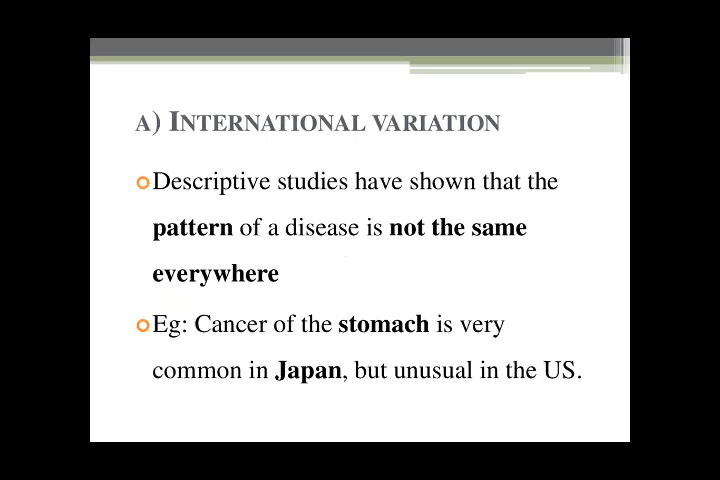 A) INTERNATIONAL VARIATION
Descriptive studies have shown that the
pattern of a disease is not the same
everywhere
Eg: Cancer of the stomach is very
common in Japan, but unusual in the US.